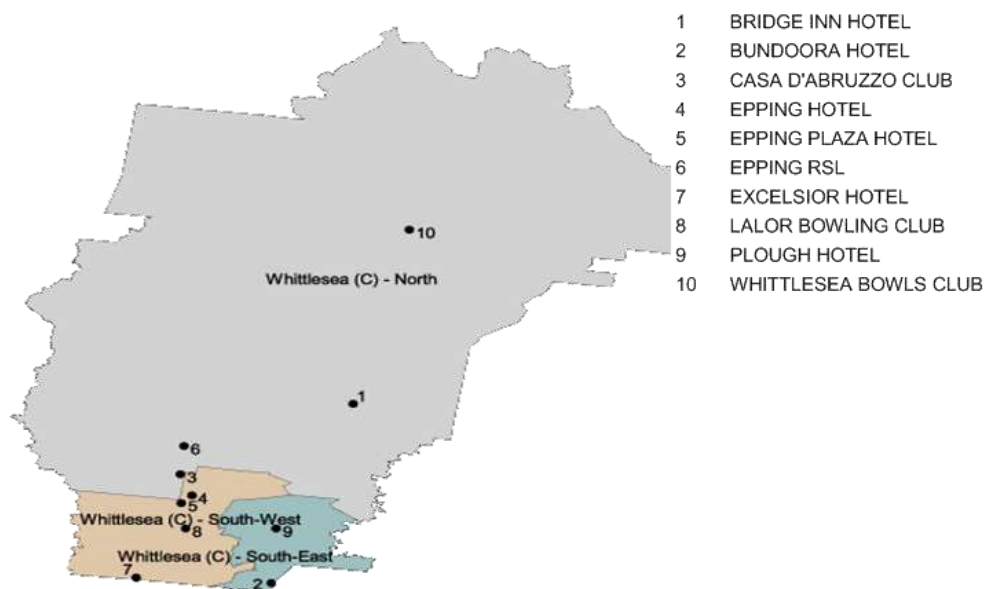 1 BRIDGE INN HOTEL
2 BUNDOORA HOTEL
3 CASA D'ABRUZZO CLUB
4 EPPING HOTEL
5 EPPING PLAZA HOTEL
6 EPPING RSL
7 EXCELSIOR HOTEL
8 LALOR BOWLING CLUB
9 PLOUGH HOTEL
10 WHITTLESEA BOWLS CLUB
10
Whittlesea (C) - North
1
6
3
4
5
Whittlesea (C) - South-West
8
9
Whittlesea (C) - South-East
7
2